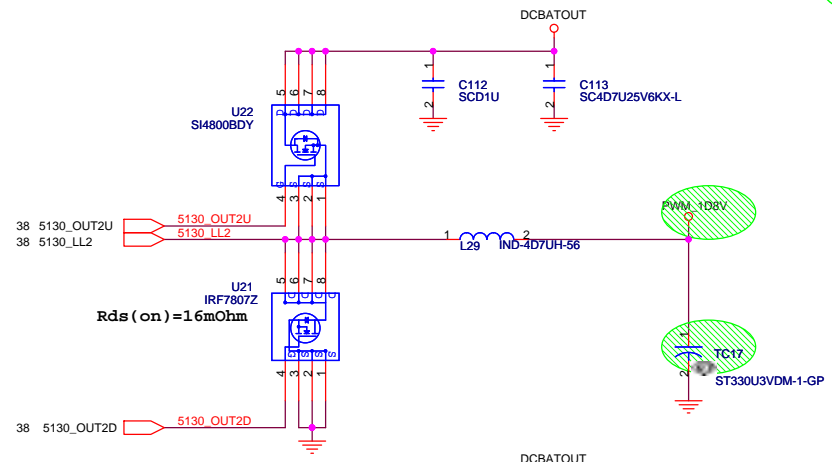 DCBATOUT
1
2
C112
SCD1U
1
2
C113
SC4D7U25V6KX-L
5
6
7
8
D
D
D
D
U22
SI4800BDY
G
S
S
S
4
3
2
1
38 5130_OUT2U
5130_OUT2U
38 5130_LL2
5130_LL2
1
2
L29
IND-4D7UH-56
PWM_1D8V
5
6
7
8
D
D
D
D
U21
IRF7807Z
Rds(on)=16mOhm
G
S
S
S
4
3
2
1
1
2
TC17
ST330U3VDM-1-GP
38 5130_OUT2D
5130_OUT2D
DCBATOUT